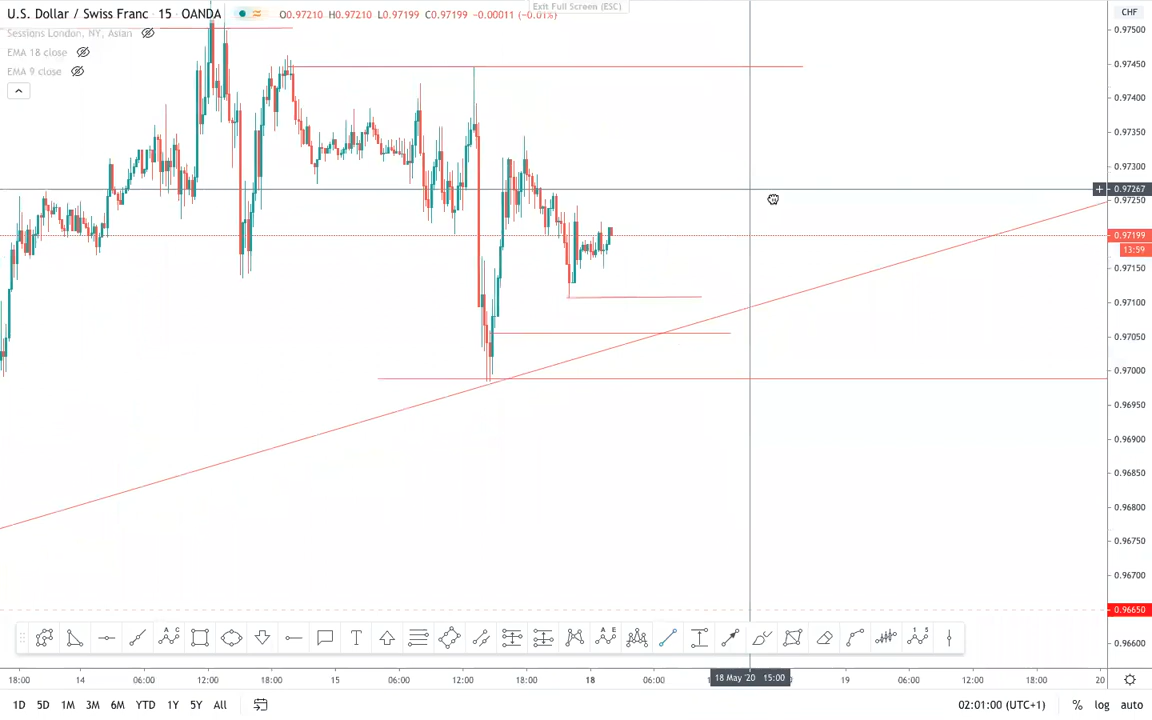 Exit Full Screen (ESC)
U.S. Dollar / Swiss Franc · 15 · OANDA O0.97210 H0.97210 L0.97199 C0.97199 -0.00011 (-0.01%)
Sessions London, NY, Asian
EMA 18 close
EMA 9 close
CHF
0.97500
0.97450
0.97400
0.97350
0.97300
0.97267
0.97250
0.97199
13:59
0.97150
0.97100
0.97050
0.97000
0.96950
0.96900
0.96850
0.96800
0.96750
0.96700
0.96650
0.96600
18:00 14 06:00 12:00 18:00 15 06:00 12:00 18:00 18 06:00 18 May '20 15:00 18:00 19 06:00 12:00 18:00 20
1D 5D 1M 3M 6M YTD 1Y 5Y All 02:01:00 (UTC+1) % log auto